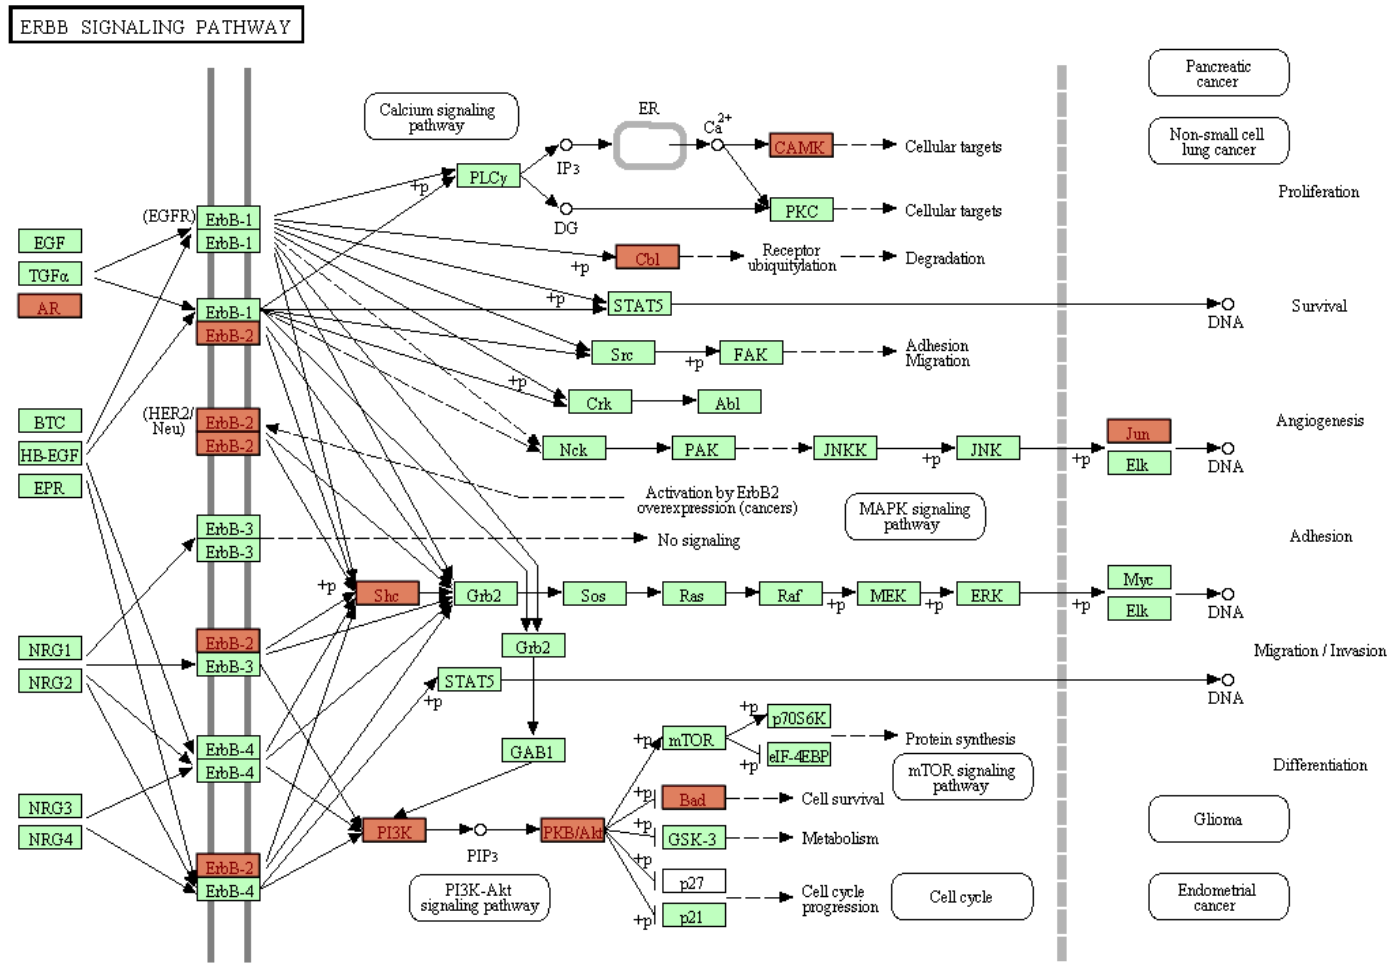 ERBB SIGNALING PATHWAY
Pancreatic
cancer
Calcium signaling
pathway
ER
Ca2+
Non-small cell
lung cancer
CAMK
Cellular targets
IP3
+p
PLCγ
Proliferation
(EGFR)
ErbB-1
PKC
Cellular targets
DG
EGF
ErbB-1
Cbl
+p
Receptor
ubiquitylation
Degradation
TGFα
AR
ErbB-1
+p
STAT5
DNA
Survival
ErbB-2
Src
+p
FAK
Adhesion
Migration
+p
Crk
Abl
BTC
(HER2/
Neu)
ErbB-2
ErbB-2
Jun
Angiogenesis
HB-EGF
Nck
PAK
JNKK
+p
JNK
+p
Elk
DNA
EPR
Activation by ErbB2
overexpression (cancers)
MAPK signaling
pathway
ErbB-3
ErbB-3
No signaling
Adhesion
+p
Shc
Grb2
Sos
Ras
Raf
+p
MEK
+p
ERK
+p
Myc
Elk
DNA
NRG1
ErbB-2
ErbB-3
Grb2
Migration / Invasion
NRG2
STAT5
+p
DNA
ErbB-4
ErbB-4
GAB1
+p
mTOR
+p
p70S6K
+p
eIF-4EBP
Protein synthesis
mTOR signaling
pathway
Differentiation
NRG3
+p
Bad
Cell survival
NRG4
PI3K
PIP3
PKB/Akt
+p
GSK-3
Metabolism
Glioma
ErbB-2
ErbB-4
PI3K-Akt
signaling pathway
+p
p27
+p
p21
Cell cycle
progression
Cell cycle
Endometrial
cancer